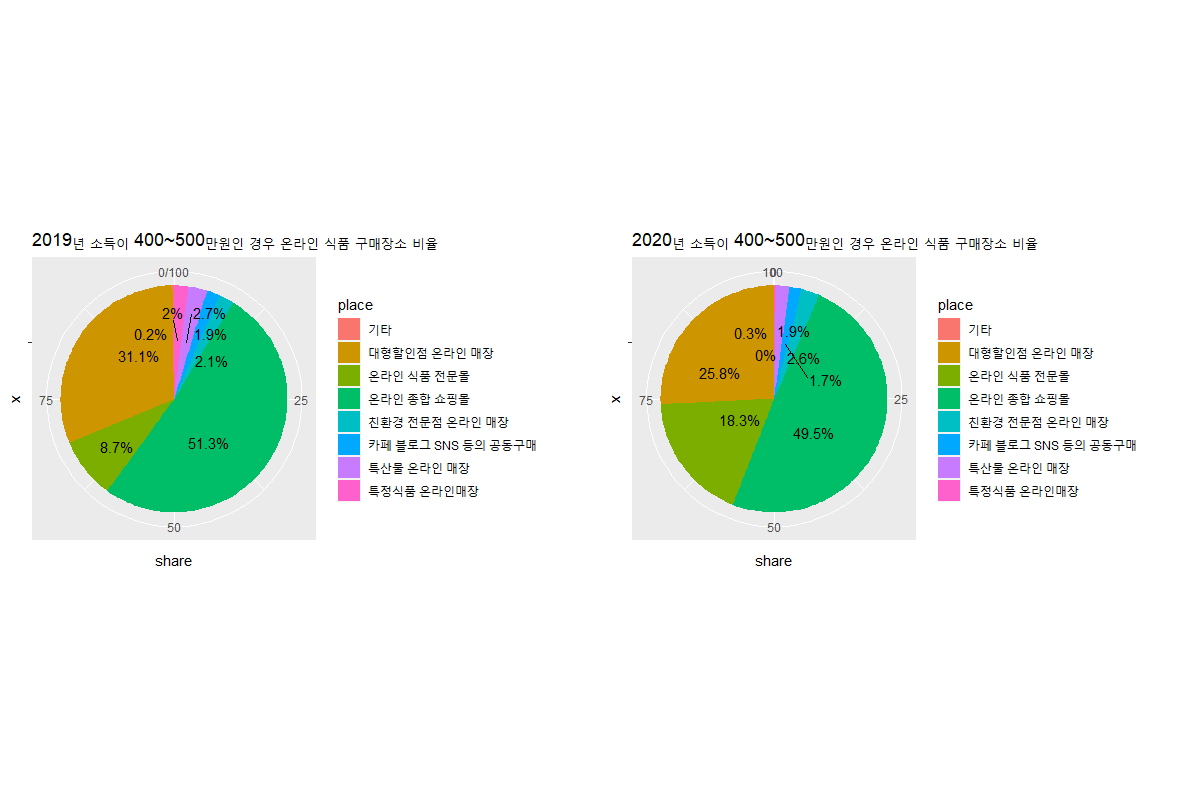 2019년 소득이 400~500만원인 경우 온라인 식품 구매장소 비율
0/100
25
50
75
x
share
2%
2.7%
0.2%
1.9%
31.1%
2.1%
8.7%
51.3%
place
기타
대형할인점 온라인 매장
온라인 식품 전문몰
온라인 종합 쇼핑몰
친환경 전문점 온라인 매장
카페 블로그 SNS 등의 공동구매
특산물 온라인 매장
특정식품 온라인매장
2020년 소득이 400~500만원인 경우 온라인 식품 구매장소 비율
100
25
50
75
x
share
0.3%
1.9%
0%
2.6%
25.8%
1.7%
18.3%
49.5%
place
기타
대형할인점 온라인 매장
온라인 식품 전문몰
온라인 종합 쇼핑몰
친환경 전문점 온라인 매장
카페 블로그 SNS 등의 공동구매
특산물 온라인 매장
특정식품 온라인매장